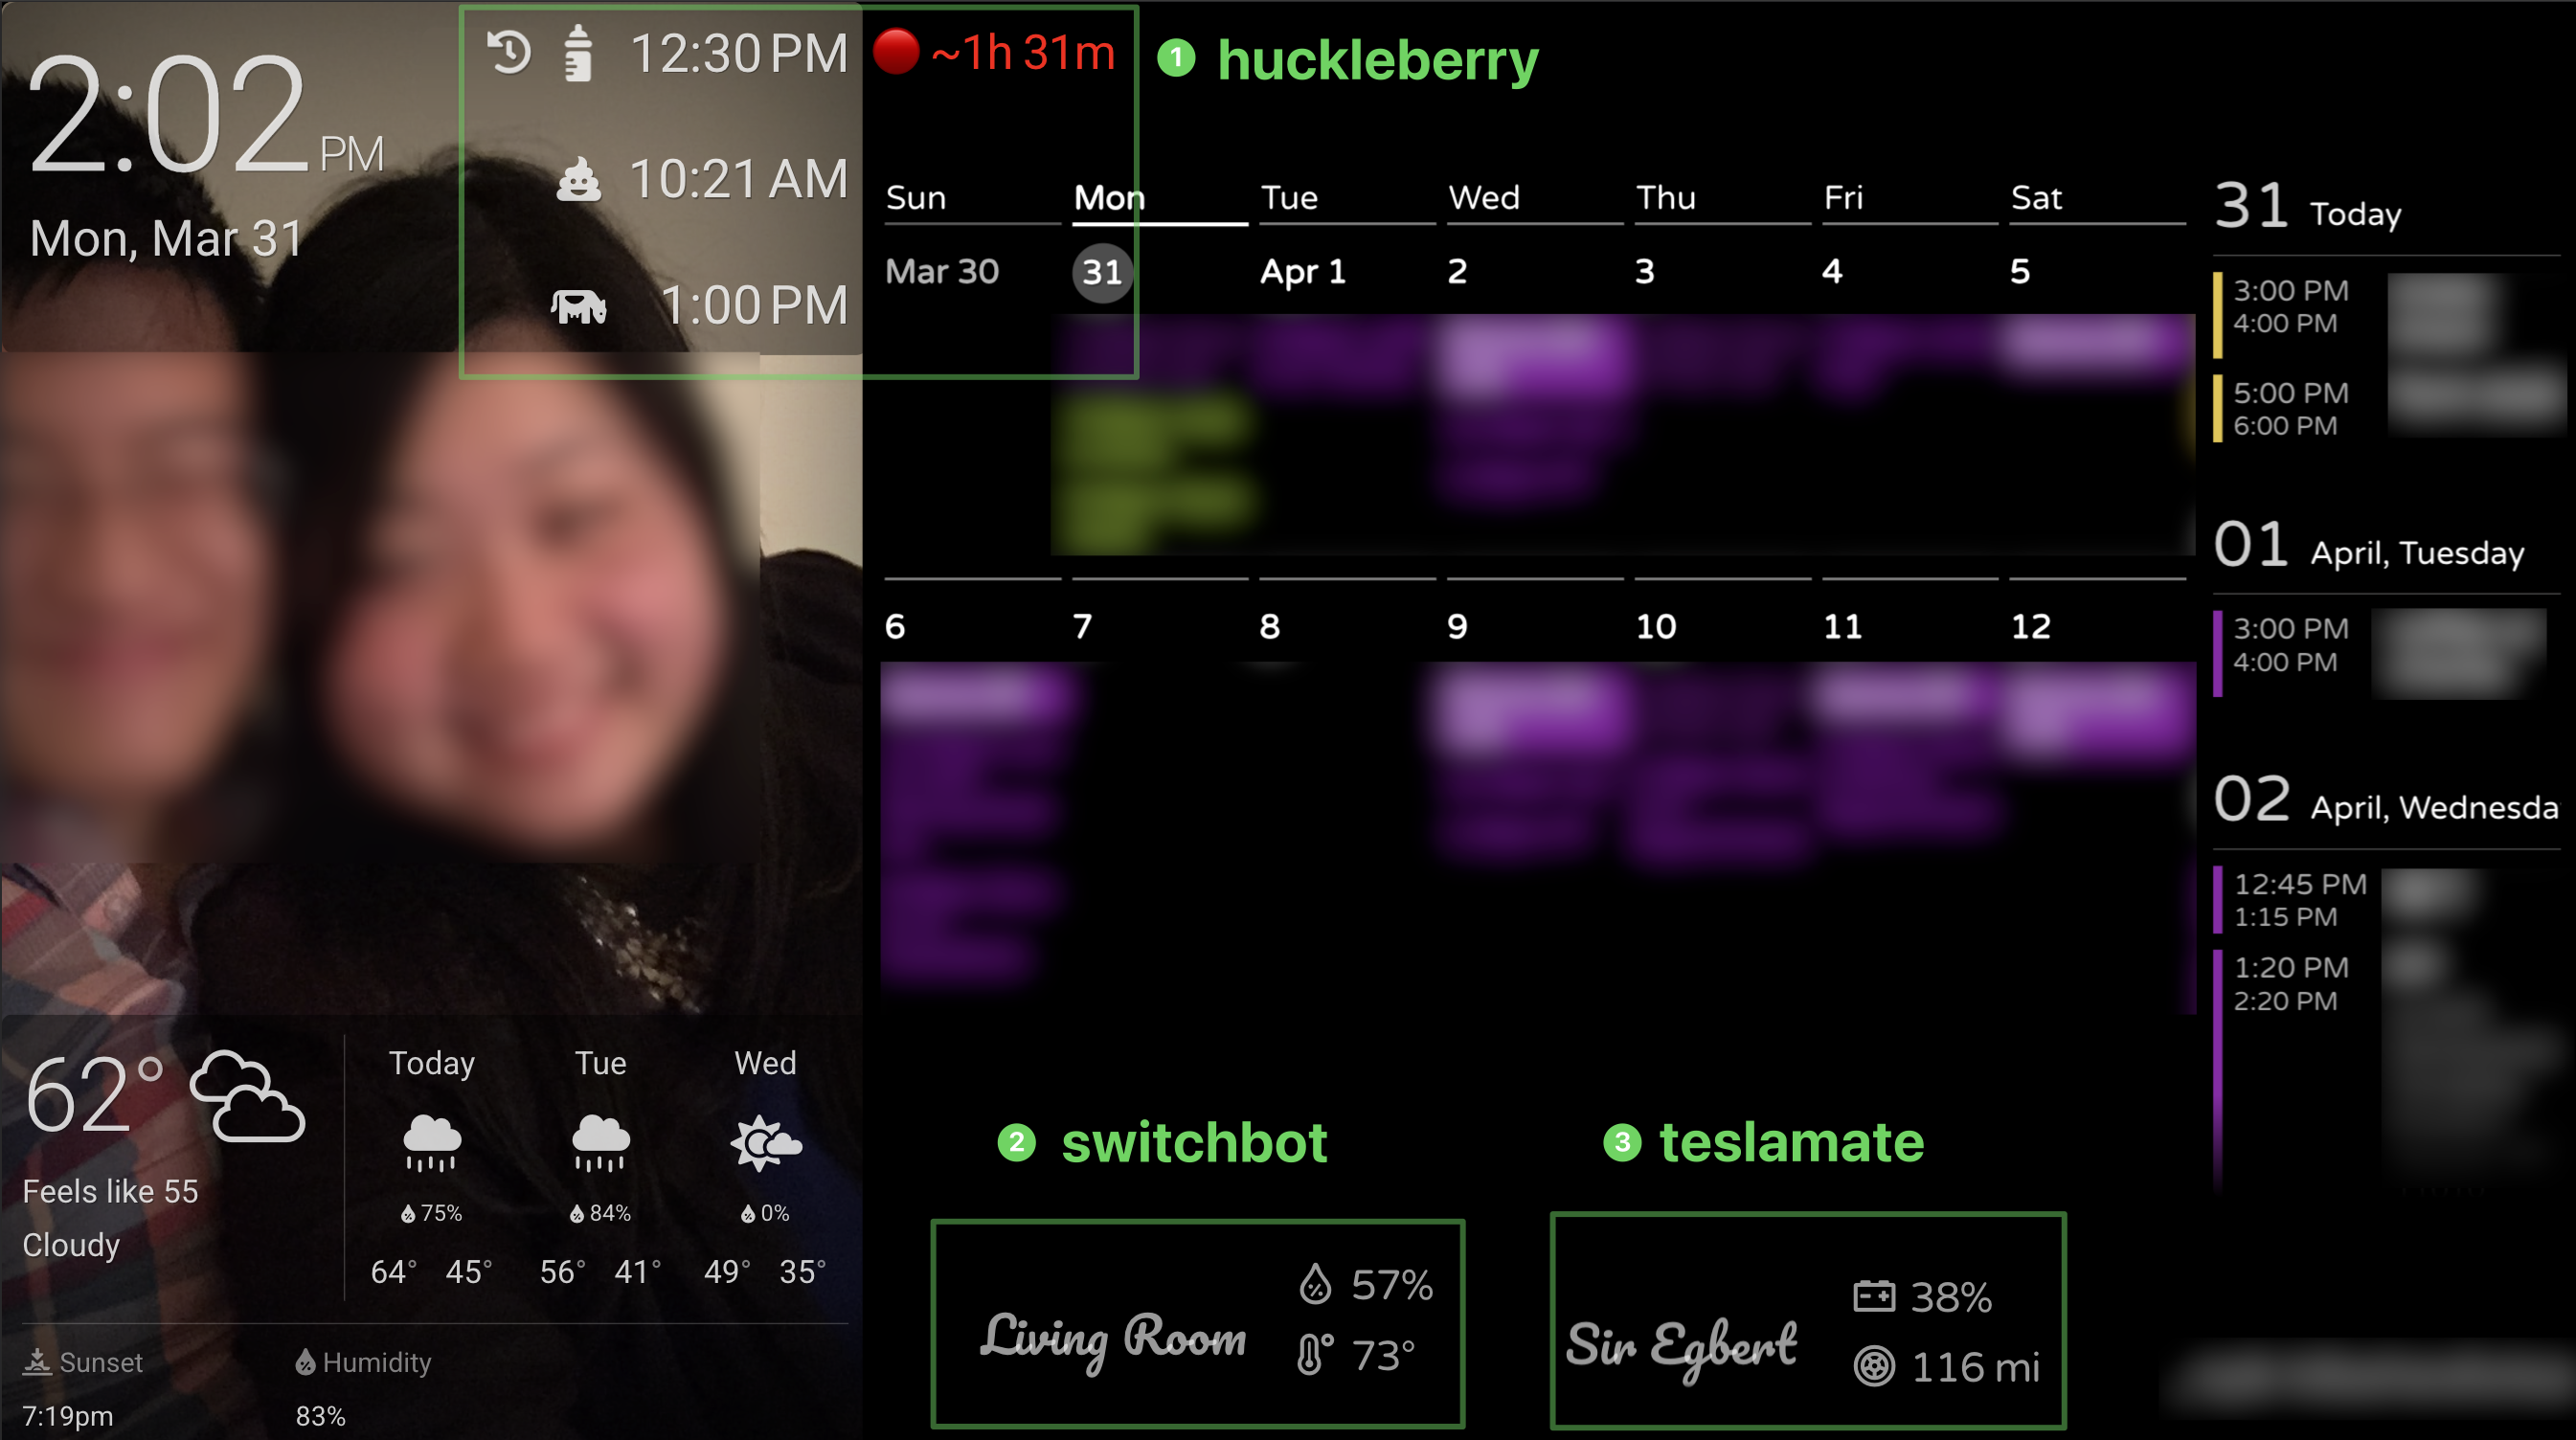 2:02 PM
Mon, Mar 31
12:30 PM
~1h 31m
10:21 AM
1:00 PM
1 huckleberry
Sun Mon Tue Wed Thu Fri Sat
Mar 30 31 Apr 1 2 3 4 5
6 7 8 9 10 11 12
31 Today
3:00 PM
4:00 PM
5:00 PM
6:00 PM
01 April, Tuesday
3:00 PM
4:00 PM
02 April, Wednesda
12:45 PM
1:15 PM
1:20 PM
2:20 PM
62°
Feels like 55
Cloudy
Today Tue Wed
75% 84% 0%
64° 45° 56° 41° 49° 35°
Sunset Humidity
7:19pm 83%
2 switchbot
Living Room
57%
73°
3 teslamate
Sir Egbert
38%
116 mi